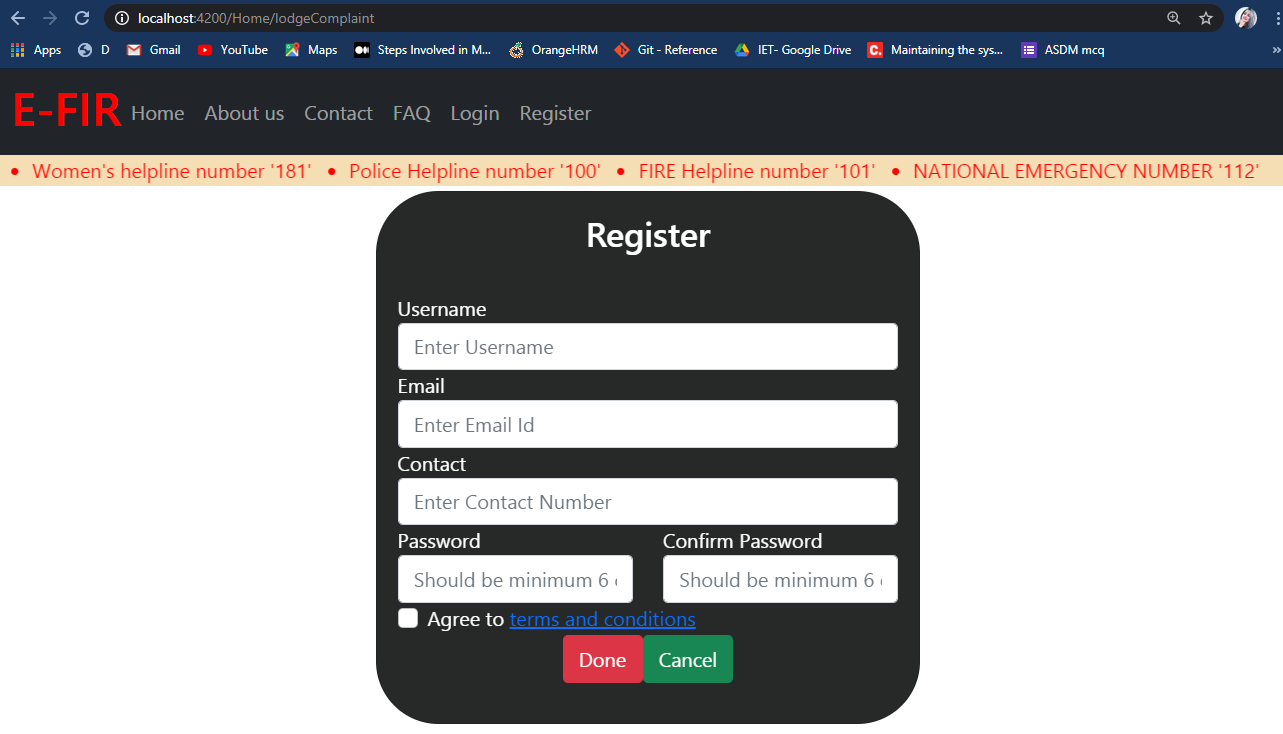 localhost:4200/Home/lodgeComplaint
Apps D Gmail YouTube Maps Steps Involved in M... OrangeHRM Git - Reference IET- Google Drive Maintaining the sys... ASDM mcq »
E-FIR Home About us Contact FAQ Login Register
• Women's helpline number '181' • Police Helpline number '100' • FIRE Helpline number '101' • NATIONAL EMERGENCY NUMBER '112'
Register
Username
Enter Username
Email
Enter Email Id
Contact
Enter Contact Number
Password Confirm Password
Should be minimum 6 Should be minimum 6
Agree to terms and conditions
Done Cancel